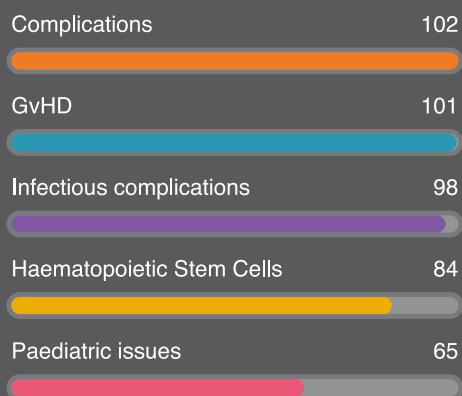 Complications 102
GvHD 101
Infectious complications 98
Haematopoietic Stem Cells 84
Paediatric issues 65